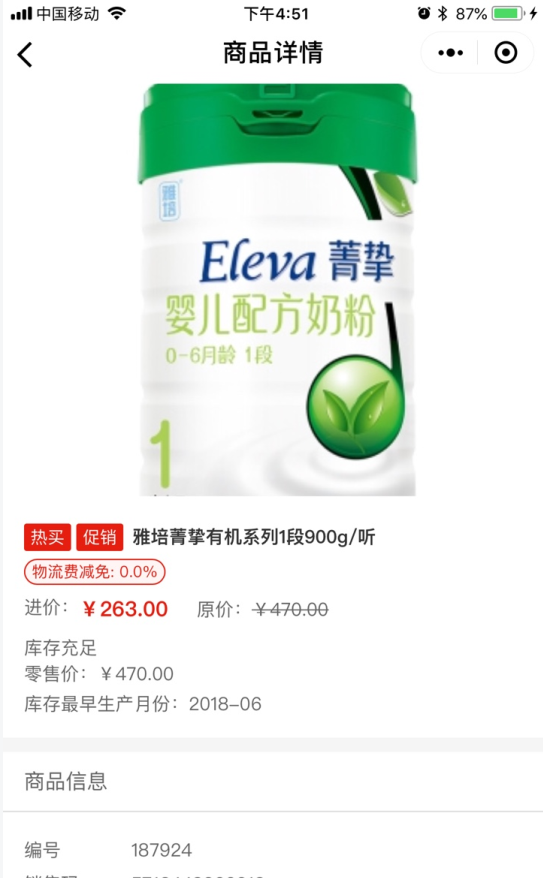 中国移动
下午4:51
87%
商品详情
雅培
Eleva 菁挚
婴儿配方奶粉
0-6月龄 1段
1
热买 促销 雅培菁挚有机系列1段900g/听
物流费减免: 0.0%
进价: ￥263.00 原价: ￥470.00
库存充足
零售价: ￥470.00
库存最早生产月份: 2018-06
商品信息
编号 187924